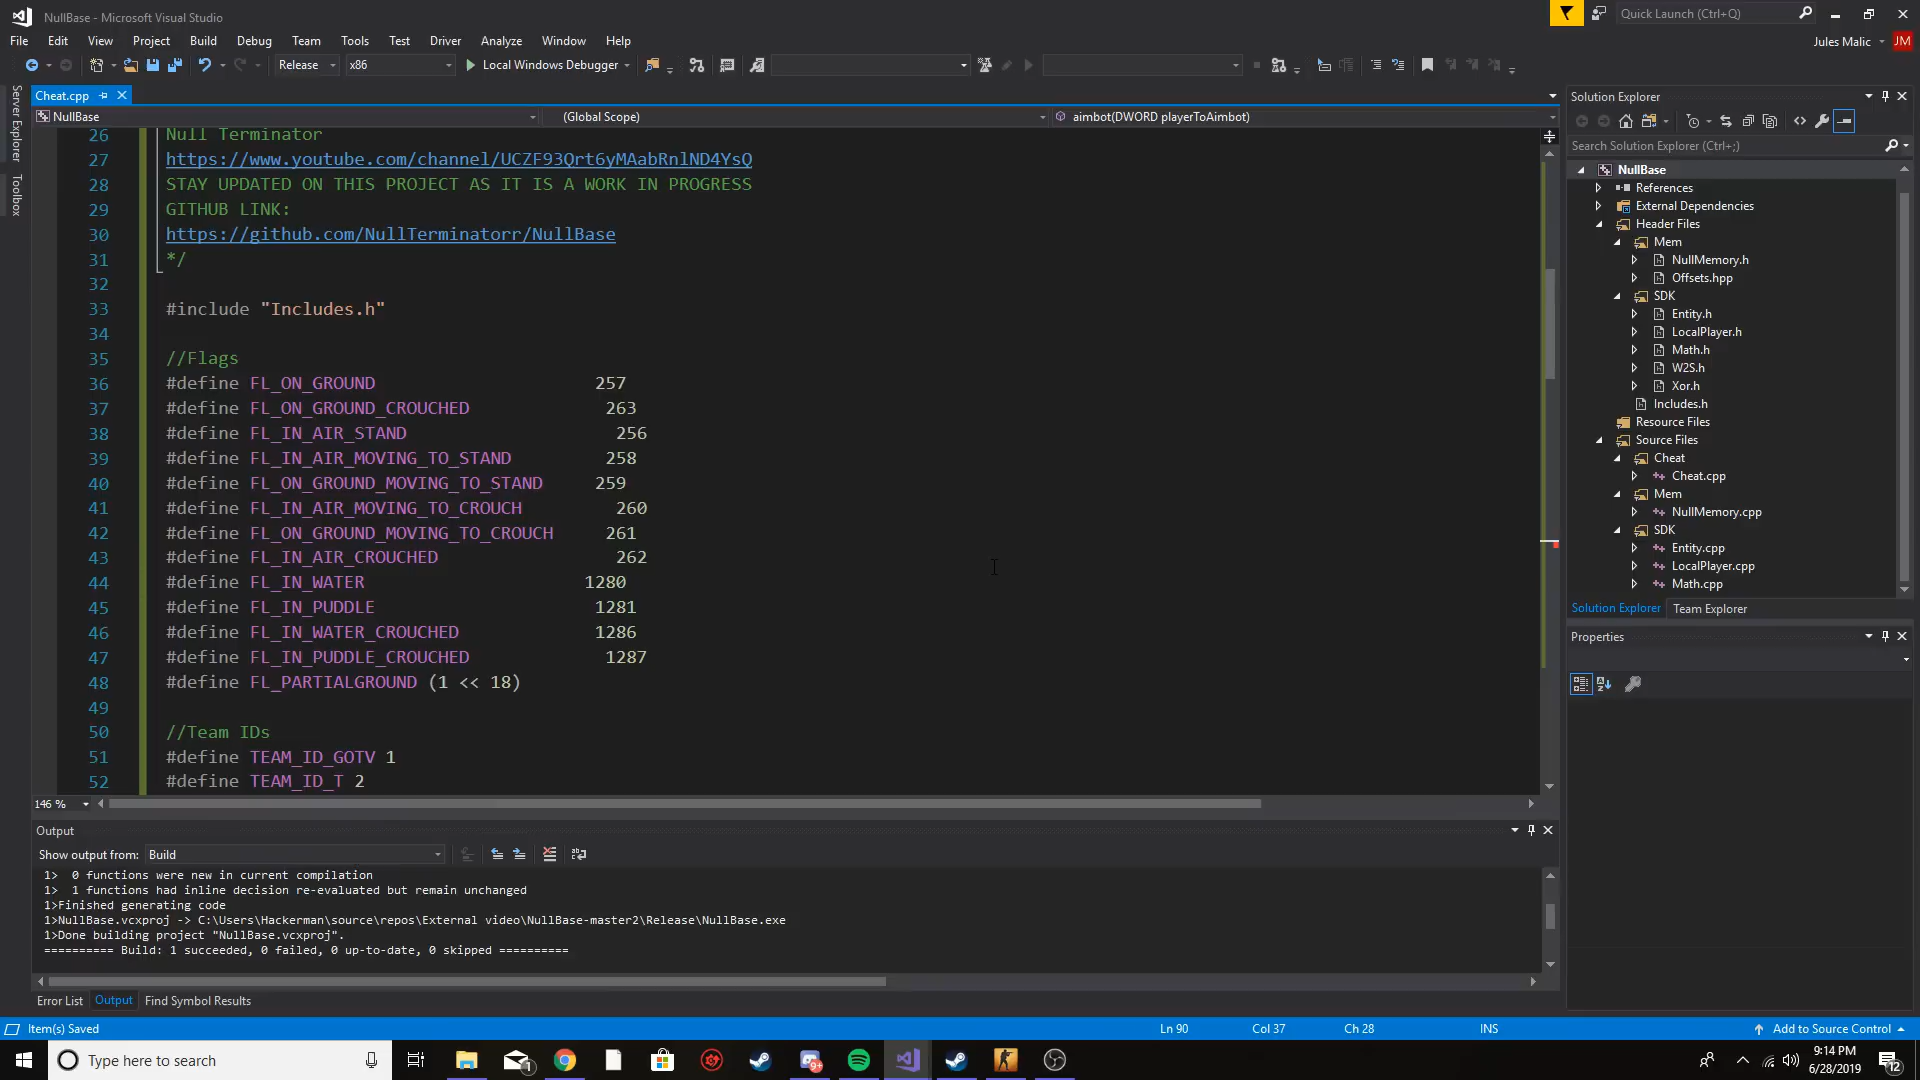 NullBase - Microsoft Visual Studio
Quick Launch (Ctrl+Q)
File Edit View Project Build Debug Team Tools Test Driver Analyze Window Help
Jules Malic JM
Release x86 Local Windows Debugger
Server Explorer
Toolbox
Cheat.cpp
NullBase (Global Scope) aimbot(DWORD playerToAimbot)
26 Null Terminator
27 https://www.youtube.com/channel/UCZF93Qrt6yMAabRnlND4YsQ
28 STAY UPDATED ON THIS PROJECT AS IT IS A WORK IN PROGRESS
29 GITHUB LINK:
30 https://github.com/NullTerminatorr/NullBase
31 */
32
33 #include "Includes.h"
34
35 //Flags
36 #define FL_ON_GROUND 257
37 #define FL_ON_GROUND_CROUCHED 263
38 #define FL_IN_AIR_STAND 256
39 #define FL_IN_AIR_MOVING_TO_STAND 258
40 #define FL_ON_GROUND_MOVING_TO_STAND 259
41 #define FL_IN_AIR_MOVING_TO_CROUCH 260
42 #define FL_ON_GROUND_MOVING_TO_CROUCH 261
43 #define FL_IN_AIR_CROUCHED 262
44 #define FL_IN_WATER 1280
45 #define FL_IN_PUDDLE 1281
46 #define FL_IN_WATER_CROUCHED 1286
47 #define FL_IN_PUDDLE_CROUCHED 1287
48 #define FL_PARTIALGROUND (1 << 18)
49
50 //Team IDs
51 #define TEAM_ID_GOTV 1
52 #define TEAM_ID_T 2
146 %
Output
Show output from: Build
1> 0 functions were new in current compilation
1> 1 functions had inline decision re-evaluated but remain unchanged
1>Finished generating code
1>NullBase.vcxproj -> C:\Users\Hackerman\source\repos\External video\NullBase-master2\Release\NullBase.exe
1>Done building project "NullBase.vcxproj".
========== Build: 1 succeeded, 0 failed, 0 up-to-date, 0 skipped ==========
Error List Output Find Symbol Results
Solution Explorer
Search Solution Explorer (Ctrl+;)
NullBase
References
External Dependencies
Header Files
Mem
NullMemory.h
Offsets.hpp
SDK
Entity.h
LocalPlayer.h
Math.h
W2S.h
Xor.h
Includes.h
Resource Files
Source Files
Cheat
Cheat.cpp
Mem
NullMemory.cpp
SDK
Entity.cpp
LocalPlayer.cpp
Math.cpp
Solution Explorer Team Explorer
Properties
Item(s) Saved Ln 90 Col 37 Ch 28 INS Add to Source Control
Type here to search
1
9+
9:14 PM
6/28/2019
12